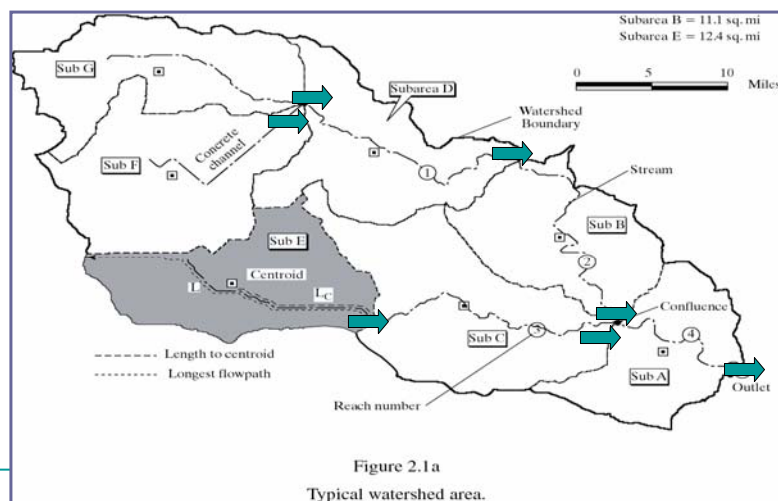 Subarea B = 11.1 sq. mi
Subarea E = 12.4 sq. mi
0 5 10
Miles
Sub G
Subarea D
Watershed
Boundary
Concrete
channel
Sub F
1
Stream
Sub E
Sub B
Centroid
2
L
LC
Confluence
Sub C
3
4
Sub A
Length to centroid
Longest flowpath
Outlet
Reach number
Figure 2.1a
Typical watershed area.